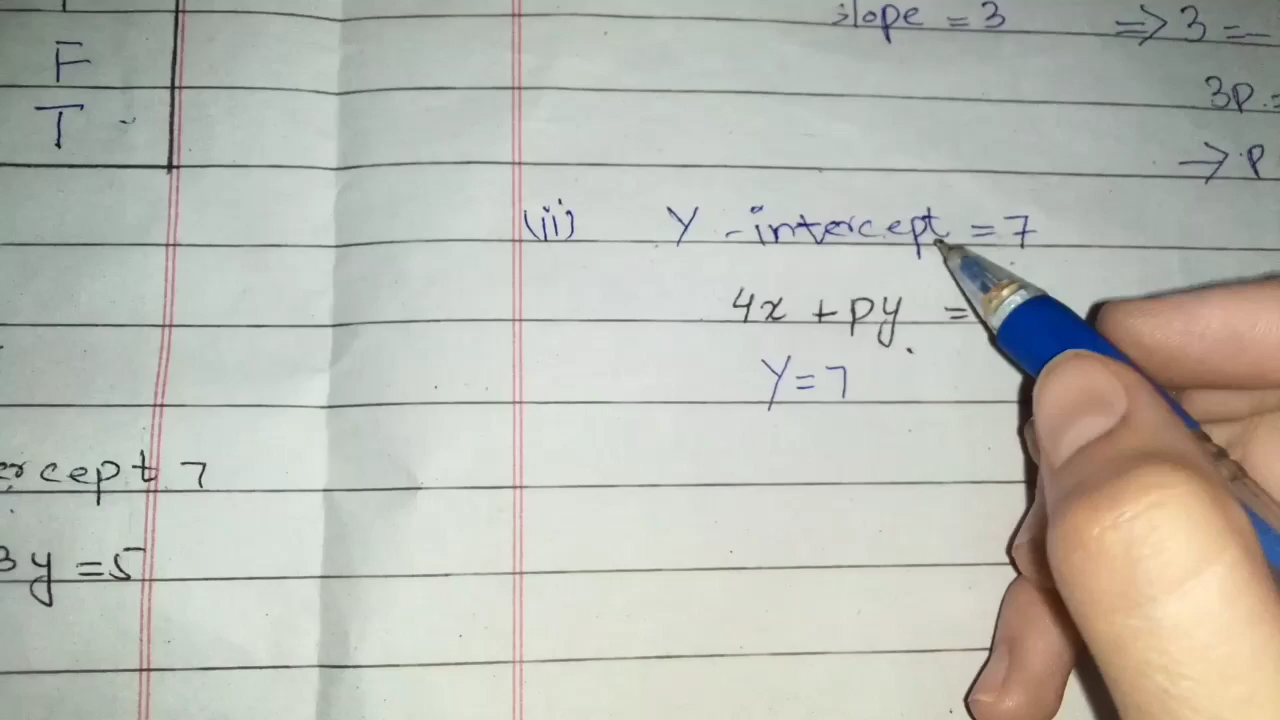 slope = 3 => 3 =
F
3p =
T
-> p
(ii) Y-intercept = 7
4x + py =
Y = 7
ercept 7
3y = 5